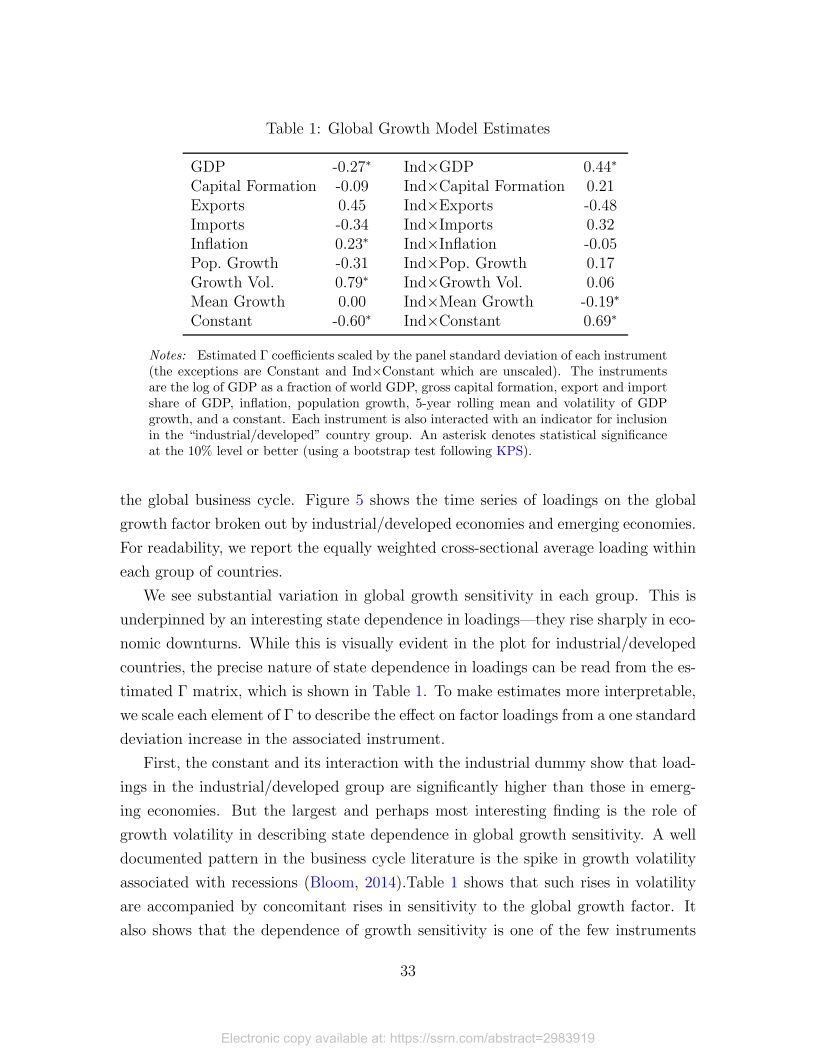 Table 1: Global Growth Model Estimates
GDP -0.27* Ind×GDP 0.44*
Capital Formation -0.09 Ind×Capital Formation 0.21
Exports 0.45 Ind×Exports -0.48
Imports -0.34 Ind×Imports 0.32
Inflation 0.23* Ind×Inflation -0.05
Pop. Growth -0.31 Ind×Pop. Growth 0.17
Growth Vol. 0.79* Ind×Growth Vol. 0.06
Mean Growth 0.00 Ind×Mean Growth -0.19*
Constant -0.60* Ind×Constant 0.69*
Notes: Estimated Γ coefficients scaled by the panel standard deviation of each instrument
(the exceptions are Constant and Ind×Constant which are unscaled). The instruments
are the log of GDP as a fraction of world GDP, gross capital formation, export and import
share of GDP, inflation, population growth, 5-year rolling mean and volatility of GDP
growth, and a constant. Each instrument is also interacted with an indicator for inclusion
in the “industrial/developed” country group. An asterisk denotes statistical significance
at the 10% level or better (using a bootstrap test following KPS).
the global business cycle. Figure 5 shows the time series of loadings on the global
growth factor broken out by industrial/developed economies and emerging economies.
For readability, we report the equally weighted cross-sectional average loading within
each group of countries.
We see substantial variation in global growth sensitivity in each group. This is
underpinned by an interesting state dependence in loadings—they rise sharply in eco-
nomic downturns. While this is visually evident in the plot for industrial/developed
countries, the precise nature of state dependence in loadings can be read from the es-
timated Γ matrix, which is shown in Table 1. To make estimates more interpretable,
we scale each element of Γ to describe the effect on factor loadings from a one standard
deviation increase in the associated instrument.
First, the constant and its interaction with the industrial dummy show that load-
ings in the industrial/developed group are significantly higher than those in emerg-
ing economies. But the largest and perhaps most interesting finding is the role of
growth volatility in describing state dependence in global growth sensitivity. A well
documented pattern in the business cycle literature is the spike in growth volatility
associated with recessions (Bloom, 2014).Table 1 shows that such rises in volatility
are accompanied by concomitant rises in sensitivity to the global growth factor. It
also shows that the dependence of growth sensitivity is one of the few instruments
33
Electronic copy available at: https://ssrn.com/abstract=2983919